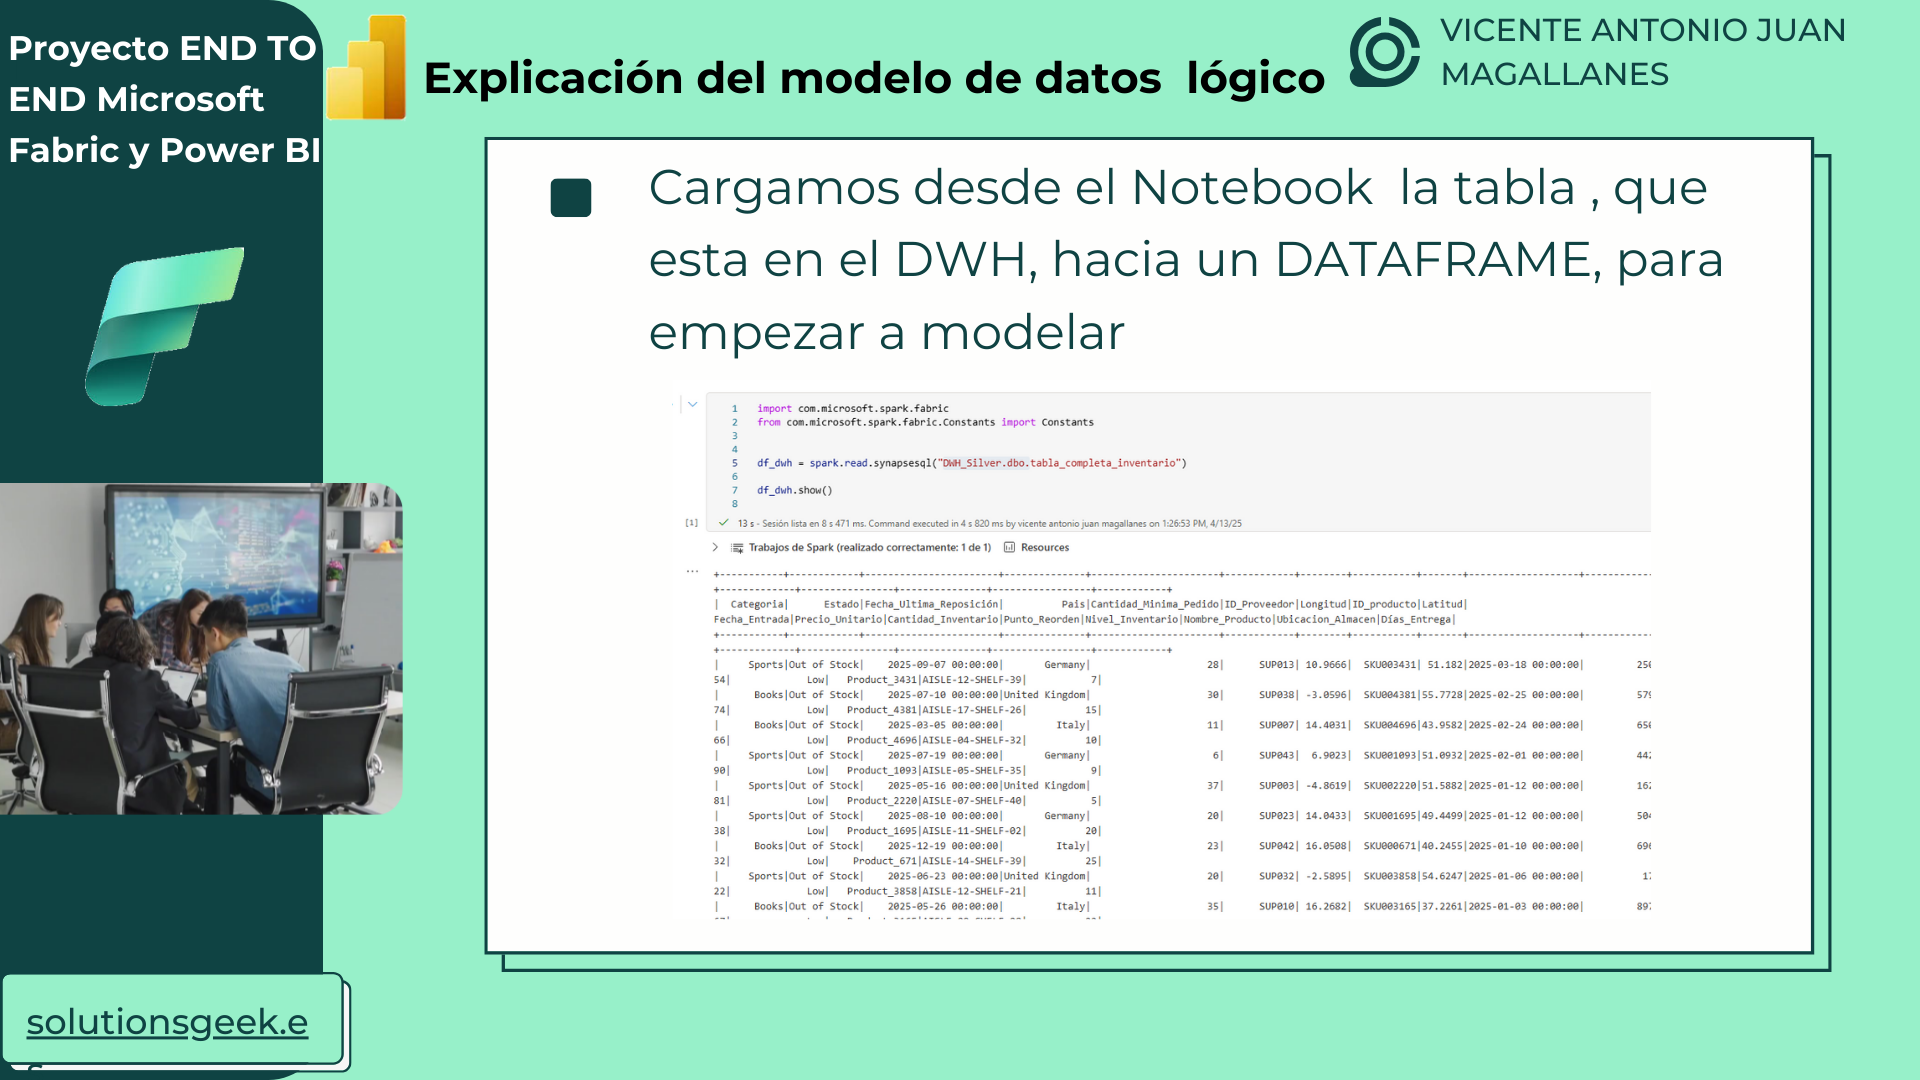 Proyecto END TO
END Microsoft
Fabric y Power BI
Explicación del modelo de datos  lógico
VICENTE ANTONIO JUAN
MAGALLANES
Cargamos desde el Notebook  la tabla , que
esta en el DWH, hacia un DATAFRAME, para
empezar a modelar
1 import com.microsoft.spark.fabric
2 from com.microsoft.spark.fabric.Constants import Constants
3
4
5 df_dwh = spark.read.synapsesql("DWH_Silver.dbo.tabla_completa_inventario")
6
7 df_dwh.show()
8
[1] 13 s - Sesión lista en 8 s 471 ms. Command executed in 4 s 820 ms by vicente antonio juan magallanes on 1:26:53 PM, 4/13/25
Trabajos de Spark (realizado correctamente: 1 de 1) Resources
...
| Categoria| Estado|Fecha_Ultima_Reposición| Pais|Cantidad_Minima_Pedido|ID_Proveedor|Longitud|ID_producto|Latitud|
Fecha_Entrada|Precio_Unitario|Cantidad_Inventario|Punto_Reorden|Nivel_Inventario|Nombre_Producto|Ubicacion_Almacen|Días_Entrega|
| Sports|Out of Stock| 2025-09-07 00:00:00| Germany| 28| SUP013| 10.9666| SKU003431| 51.182|2025-03-18 00:00:00| 250
54| Low| Product_3431|AISLE-12-SHELF-39| 7|
| Books|Out of Stock| 2025-07-10 00:00:00|United Kingdom| 30| SUP038| -3.0596| SKU004381|55.7728|2025-02-25 00:00:00| 579
74| Low| Product_4381|AISLE-17-SHELF-26| 15|
| Books|Out of Stock| 2025-03-05 00:00:00| Italy| 11| SUP007| 14.4031| SKU004696|43.9582|2025-02-24 00:00:00| 650
66| Low| Product_4696|AISLE-04-SHELF-32| 10|
| Sports|Out of Stock| 2025-07-19 00:00:00| Germany| 6| SUP043| 6.9023| SKU001093|51.0932|2025-02-01 00:00:00| 442
90| Low| Product_1093|AISLE-05-SHELF-35| 9|
| Sports|Out of Stock| 2025-05-16 00:00:00|United Kingdom| 37| SUP003| -4.8619| SKU002220|51.5882|2025-01-12 00:00:00| 162
81| Low| Product_2220|AISLE-07-SHELF-40| 5|
| Sports|Out of Stock| 2025-08-10 00:00:00| Germany| 20| SUP023| 14.0433| SKU001695|49.4499|2025-01-12 00:00:00| 504
38| Low| Product_1695|AISLE-11-SHELF-02| 20|
| Books|Out of Stock| 2025-12-19 00:00:00| Italy| 23| SUP042| 16.0508| SKU000671|40.2455|2025-01-10 00:00:00| 696
32| Low| Product_671|AISLE-14-SHELF-39| 25|
| Sports|Out of Stock| 2025-06-23 00:00:00|United Kingdom| 20| SUP032| -2.5895| SKU003858|54.6247|2025-01-06 00:00:00| 17
22| Low| Product_3858|AISLE-12-SHELF-21| 11|
| Books|Out of Stock| 2025-05-26 00:00:00| Italy| 35| SUP010| 16.2682| SKU003165|37.2261|2025-01-03 00:00:00| 897
solutionsgeek.e